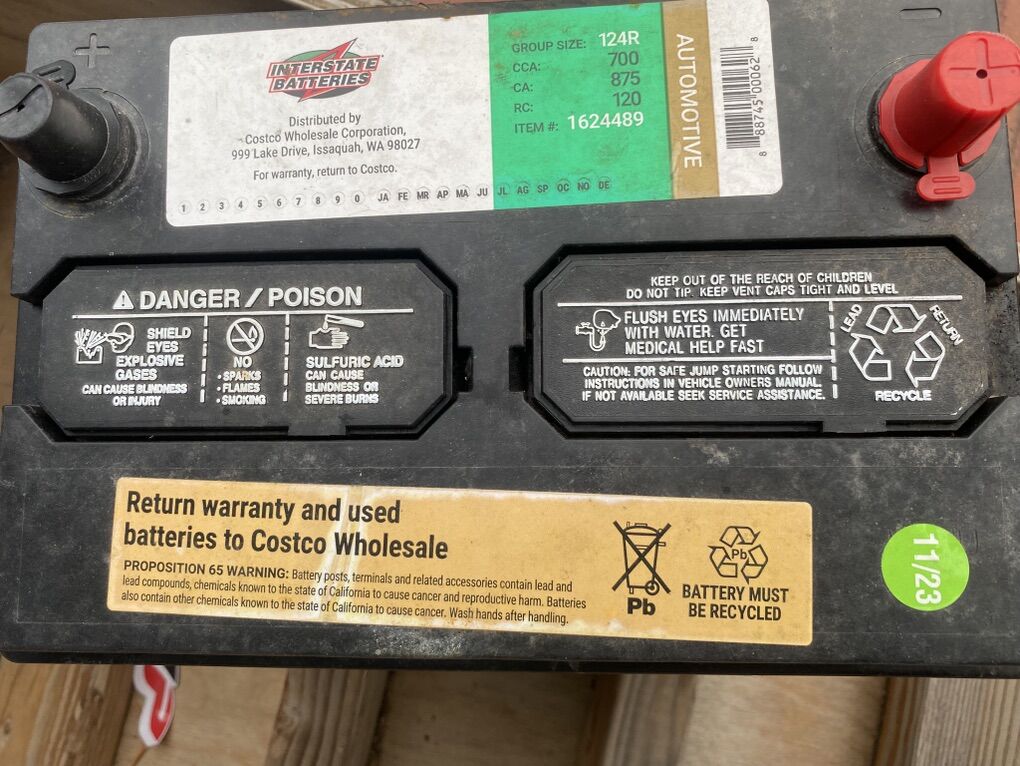 INTERSTATE
BATTERIES
Distributed by
Costco Wholesale Corporation,
999 Lake Drive, Issaquah, WA 98027
For warranty, return to Costco.
1 2 3 4 5 6 7 8 9 0 JA FE MR AP MA JU JL AG SP OC NO DE
GROUP SIZE: 124R
CCA: 700
CA: 875
RC: 120
ITEM #: 1624489
AUTOMOTIVE
8 88745 00062 8
DANGER / POISON
SHIELD
EYES
EXPLOSIVE
GASES
CAN CAUSE BLINDNESS
OR INJURY
NO
• SPARKS
• FLAMES
• SMOKING
SULFURIC ACID
CAN CAUSE
BLINDNESS OR
SEVERE BURNS
KEEP OUT OF THE REACH OF CHILDREN
DO NOT TIP. KEEP VENT CAPS TIGHT AND LEVEL
FLUSH EYES IMMEDIATELY
WITH WATER. GET
MEDICAL HELP FAST
CAUTION: FOR SAFE JUMP STARTING FOLLOW
INSTRUCTIONS IN VEHICLE OWNERS MANUAL.
IF NOT AVAILABLE SEEK SERVICE ASSISTANCE.
LEAD
RETURN
RECYCLE
Return warranty and used
batteries to Costco Wholesale
PROPOSITION 65 WARNING: Battery posts, terminals and related accessories contain lead and
lead compounds, chemicals known to the state of California to cause cancer and reproductive harm. Batteries
also contain other chemicals known to the state of California to cause cancer. Wash hands after handling.
Pb
Pb
BATTERY MUST
BE RECYCLED
11/23